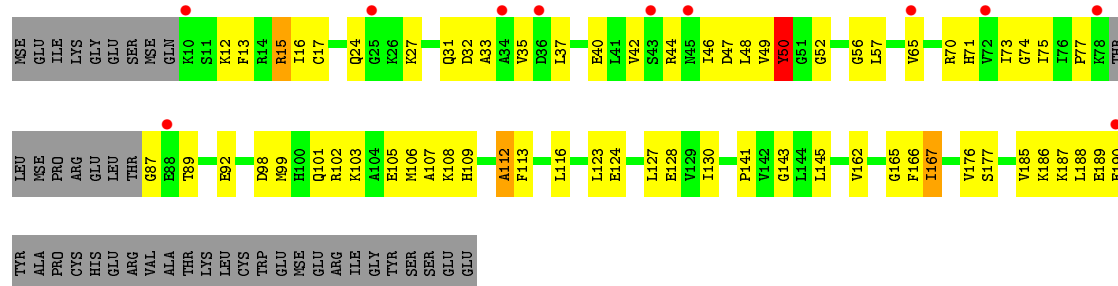 MSE GLU ILE LYS GLY GLU SER MSE GLN K10 S11 K12 F13 R14 R15 I16 C17 Q24 G25 K26 K27 Q31 D32 A33 A34 V35 D36 L37 E40 L41 V42 S43 R44 N45 I46 D47 L48 V49 Y50 G51 G52 G56 L57 V65 R70 H71 V72 I73 G74 I75 I76 P77 K78 THR
LEU MSE PRO ARG GLU LEU THR G87 E88 T89 E92 D98 M99 H100 Q101 R102 K103 A104 E105 M106 A107 K108 H109 A112 F113 L116 L123 E124 L127 E128 V129 I130 P141 V142 G143 L144 L145 V162 G165 F166 I167 V176 S177 V185 K186 K187 L188 E189
TYR ALA PRO CYS HIS GLU ARG VAL ALA THR LYS LEU CYS TRP GLU MSE GLU ARG ILE GLY TYR SER SER GLU GLU